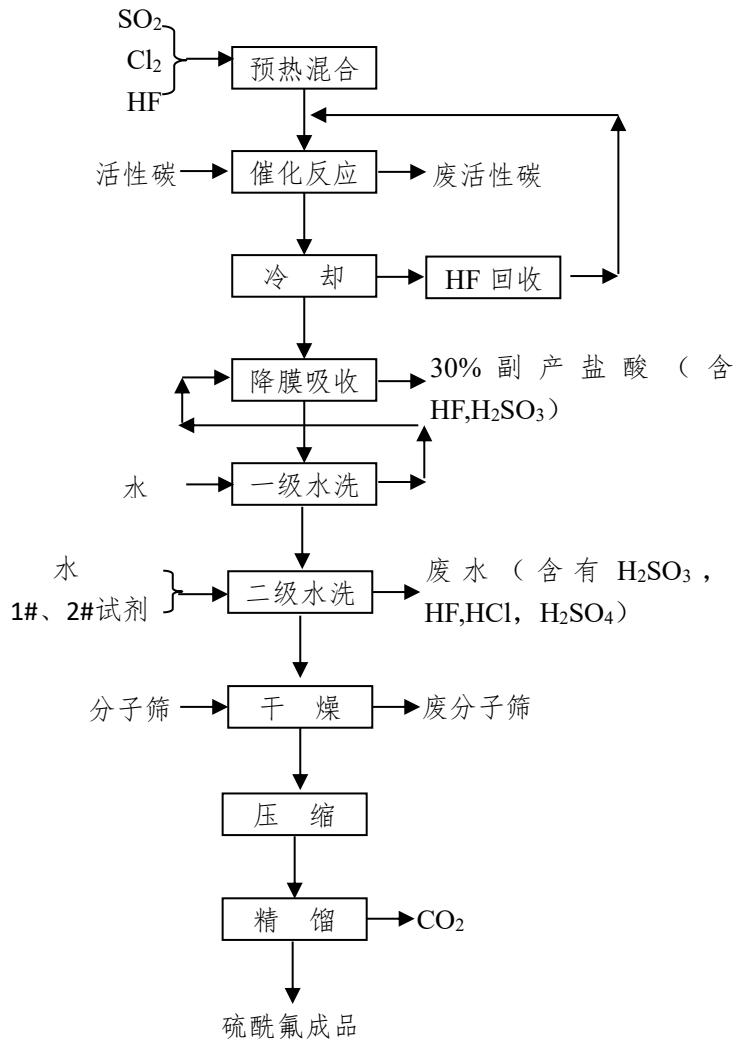 SO₂
Cl₂
HF
预热混合
活性碳
催化反应
废活性碳
冷 却
HF 回收
降膜吸收
30% 副 产 盐 酸 （ 含
HF,H₂SO₃）
水
一级水洗
水
1#、2#试剂
二级水洗
废 水 （ 含 有 H₂SO₃ ，
HF,HCl，H₂SO₄）
分子筛
干 燥
废分子筛
压 缩
精 馏
CO₂
硫酰氟成品